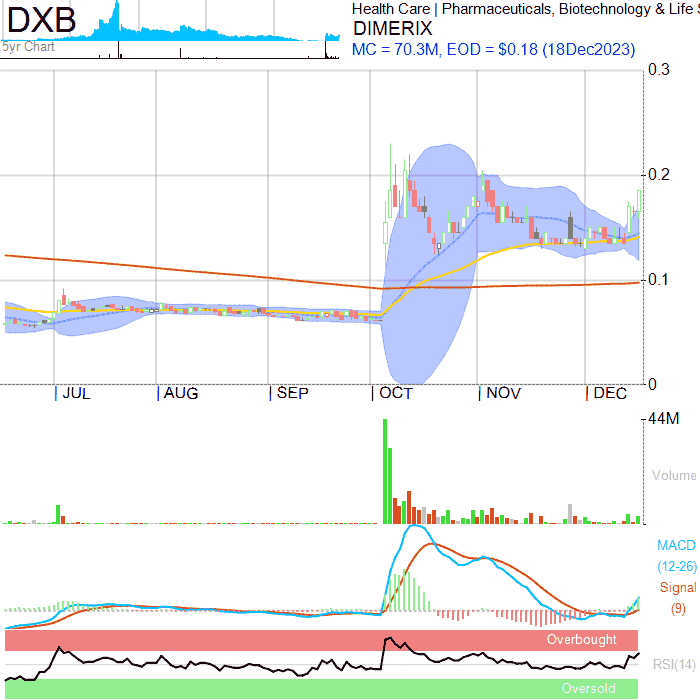 DXB
5yr Chart
Health Care | Pharmaceuticals, Biotechnology & Life S
DIMERIX
MC = 70.3M, EOD = $0.18 (18Dec2023)
0.3
0.2
0.1
0
JUL AUG SEP OCT NOV DEC
44M
Volume
MACD
(12-26)
Signal
(9)
Overbought
RSI(14)
Oversold